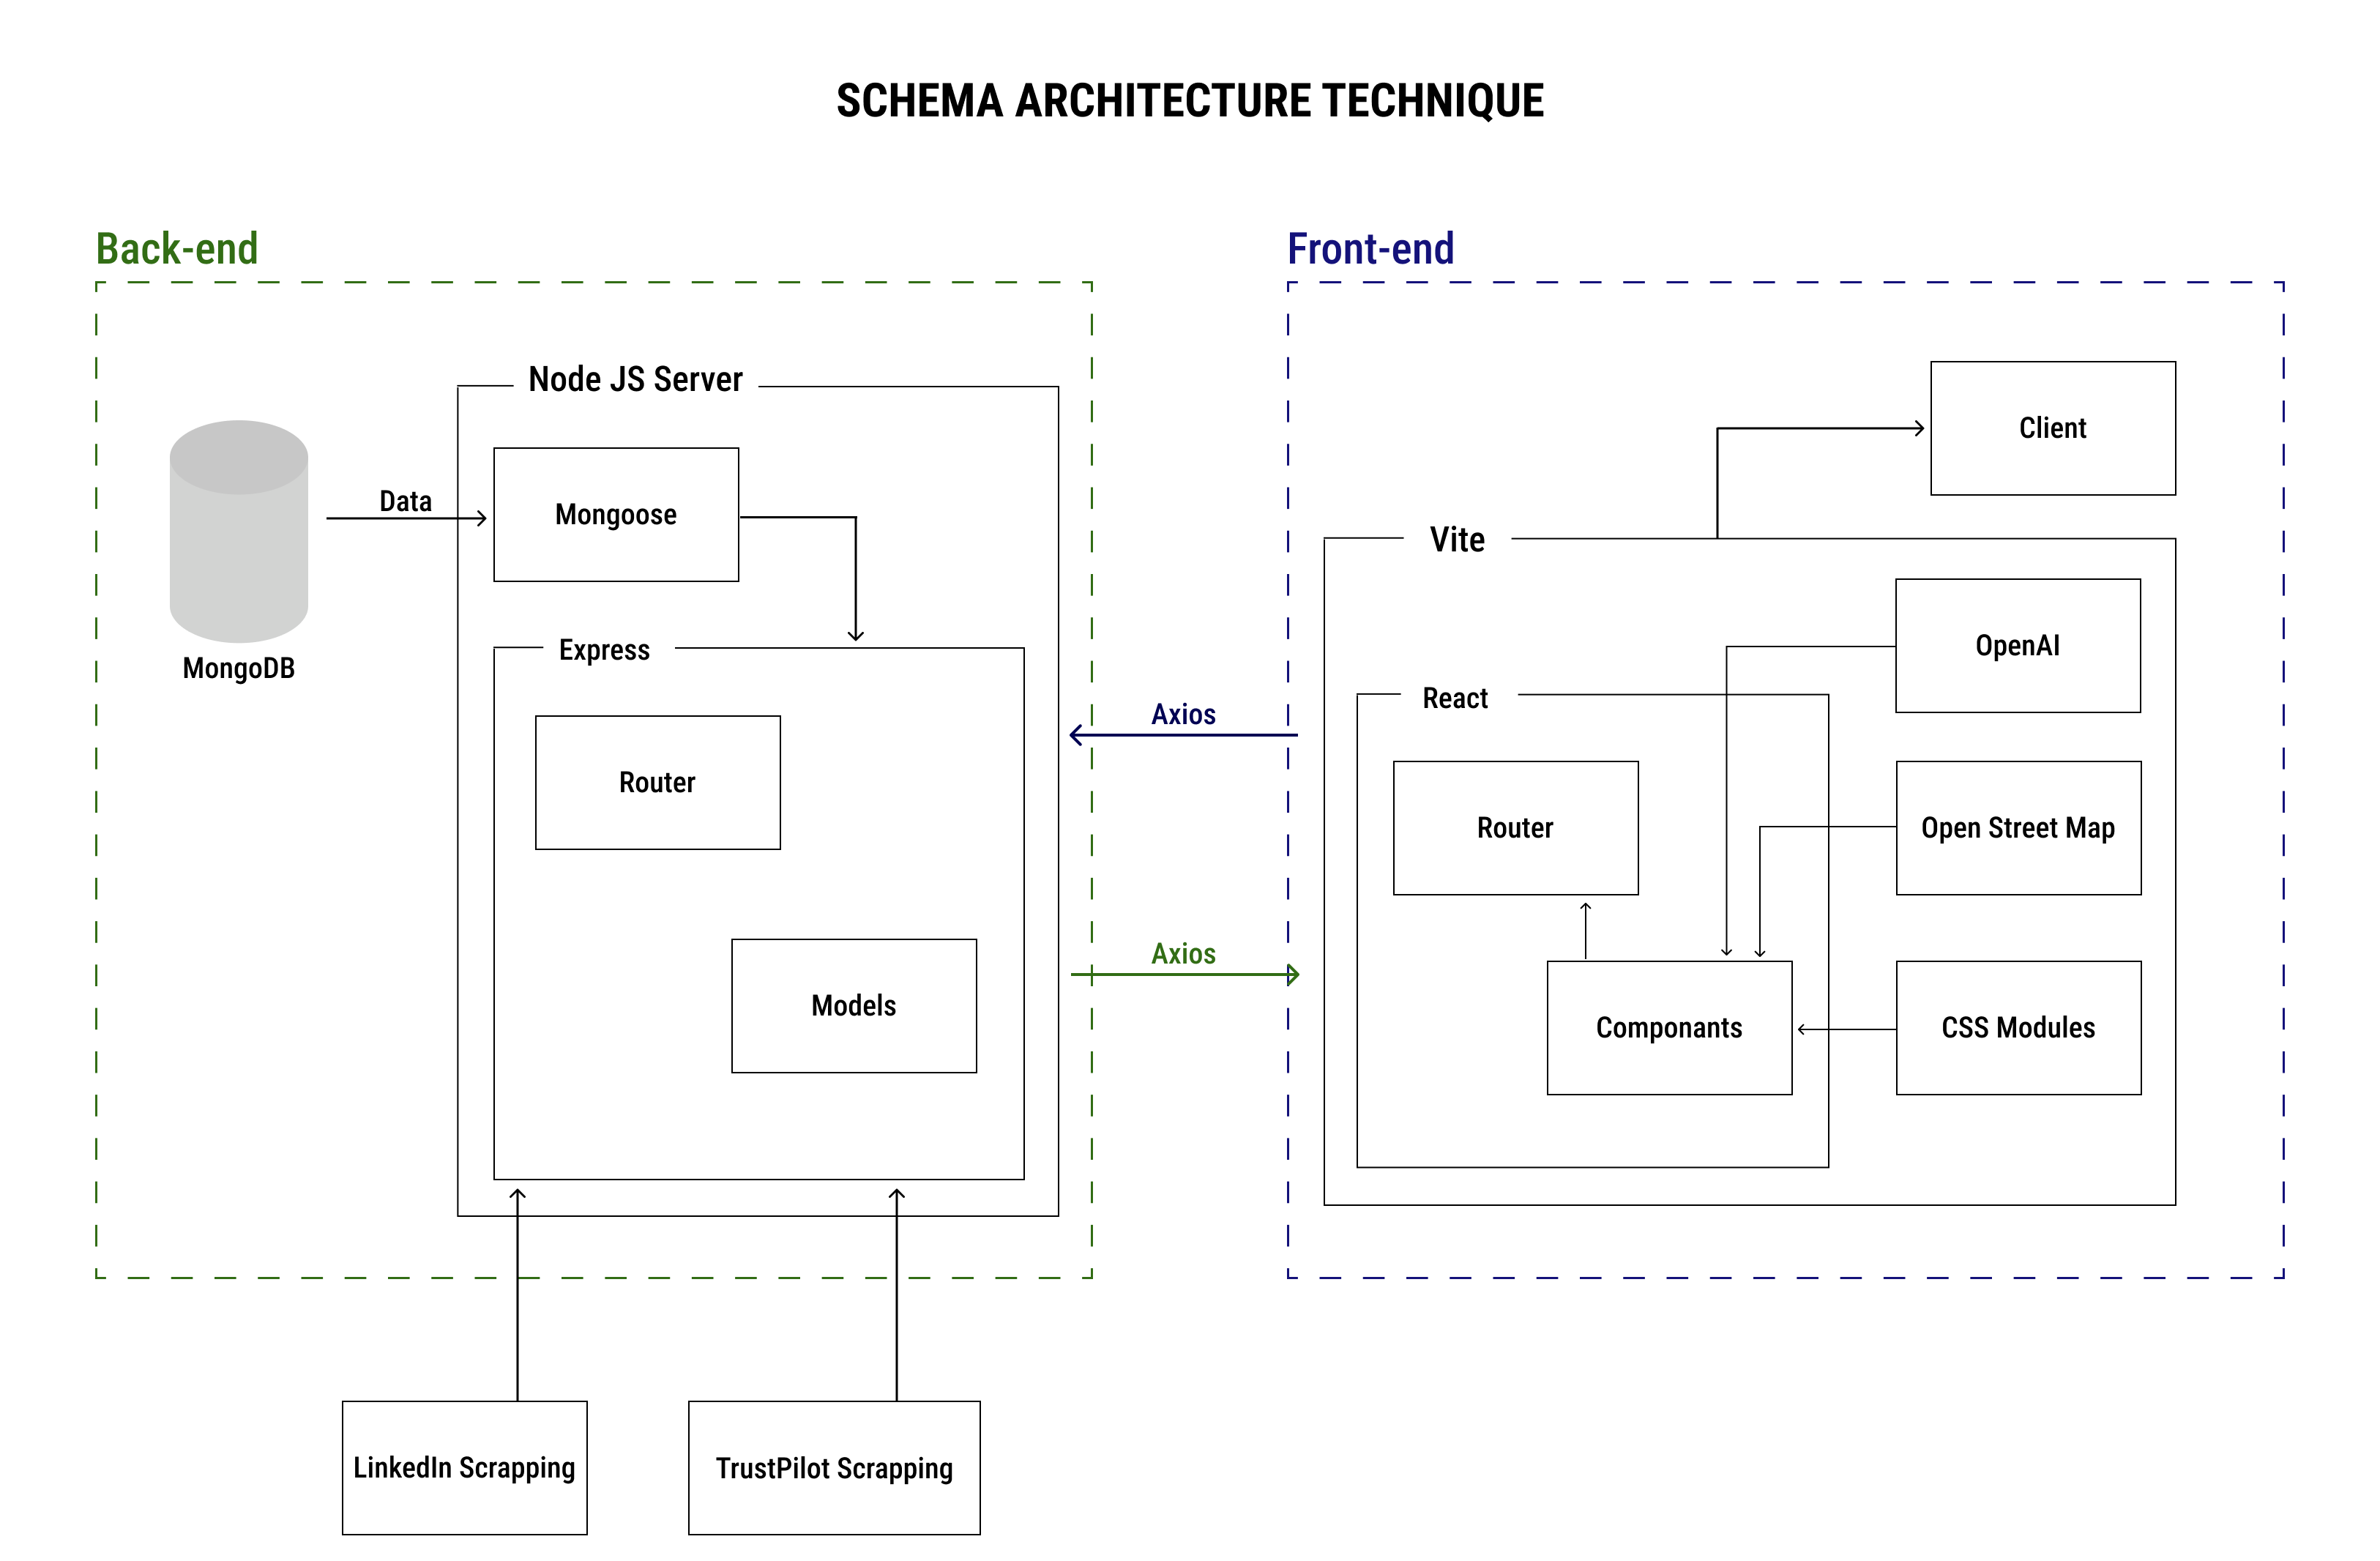 SCHEMA ARCHITECTURE TECHNIQUE
Back-end
Node JS Server
Data
Mongoose
MongoDB
Express
Router
Models
LinkedIn Scrapping
TrustPilot Scrapping
Axios
Axios
Front-end
Client
Vite
OpenAI
React
Router
Open Street Map
Componants
CSS Modules